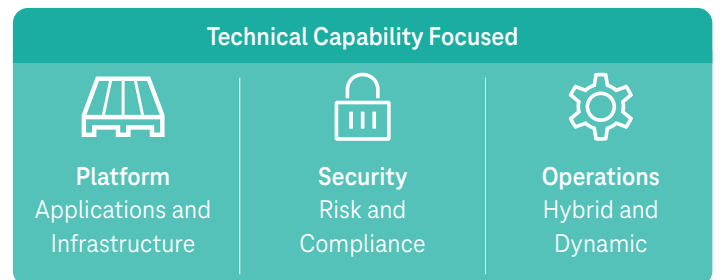 Technical Capability Focused
Platform
Applications and
Infrastructure
Security
Risk and
Compliance
Operations
Hybrid and
Dynamic